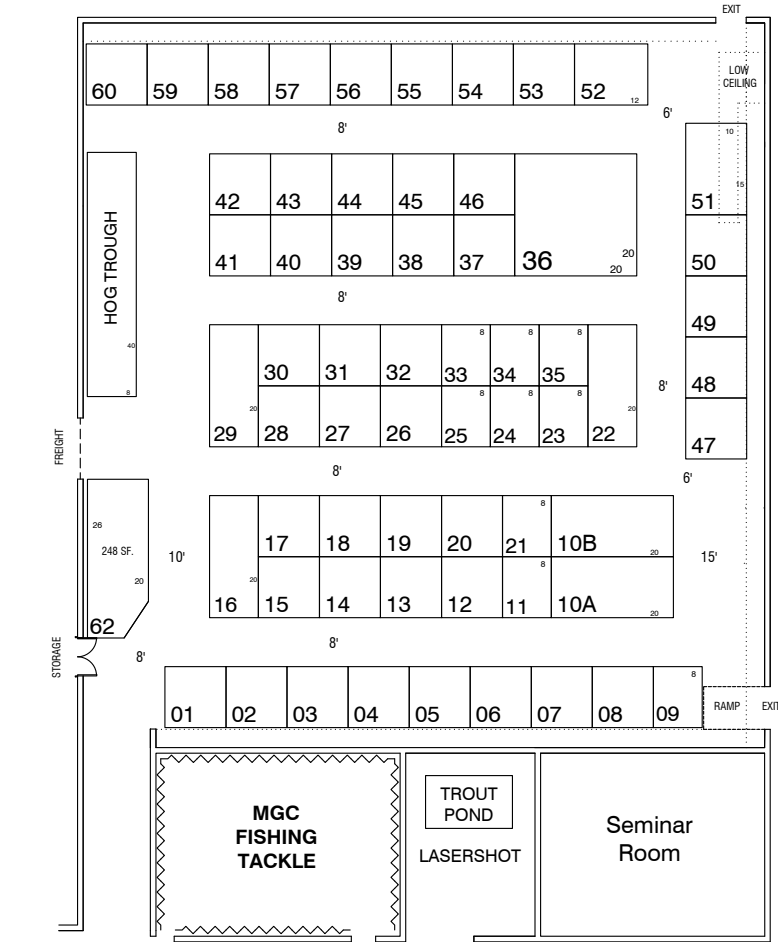 EXIT
LOW
CEILING
60 59 58 57 56 55 54 53 52
12
6'
8'
10
15
42 43 44 45 46
51
HOG TROUGH
41 40 39 38 37 36
20
20
50
8'
49
40
8
8 8 8
30 31 32 33 34 35
8 8 8
8'
48
20
20
29 28 27 26 25 24 23 22
47
FREIGHT
8'
6'
26
248 SF.
20
62
10'
8
17 18 19 20 21 10B
20
15'
8
20
16 15 14 13 12 11 10A
20
STORAGE
8'
8'
8
01 02 03 04 05 06 07 08 09
RAMP
EXIT
MGC
FISHING
TACKLE
TROUT
POND
LASERSHOT
Seminar
Room